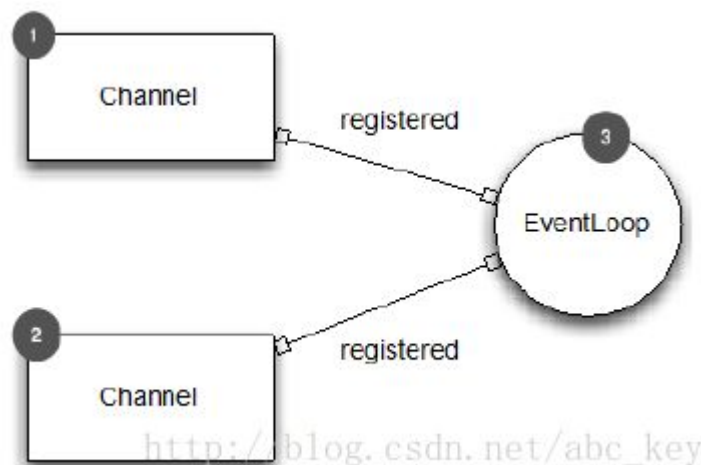 1
Channel
registered
3
EventLoop
2
registered
Channel
http://blog.csdn.net/abc_key